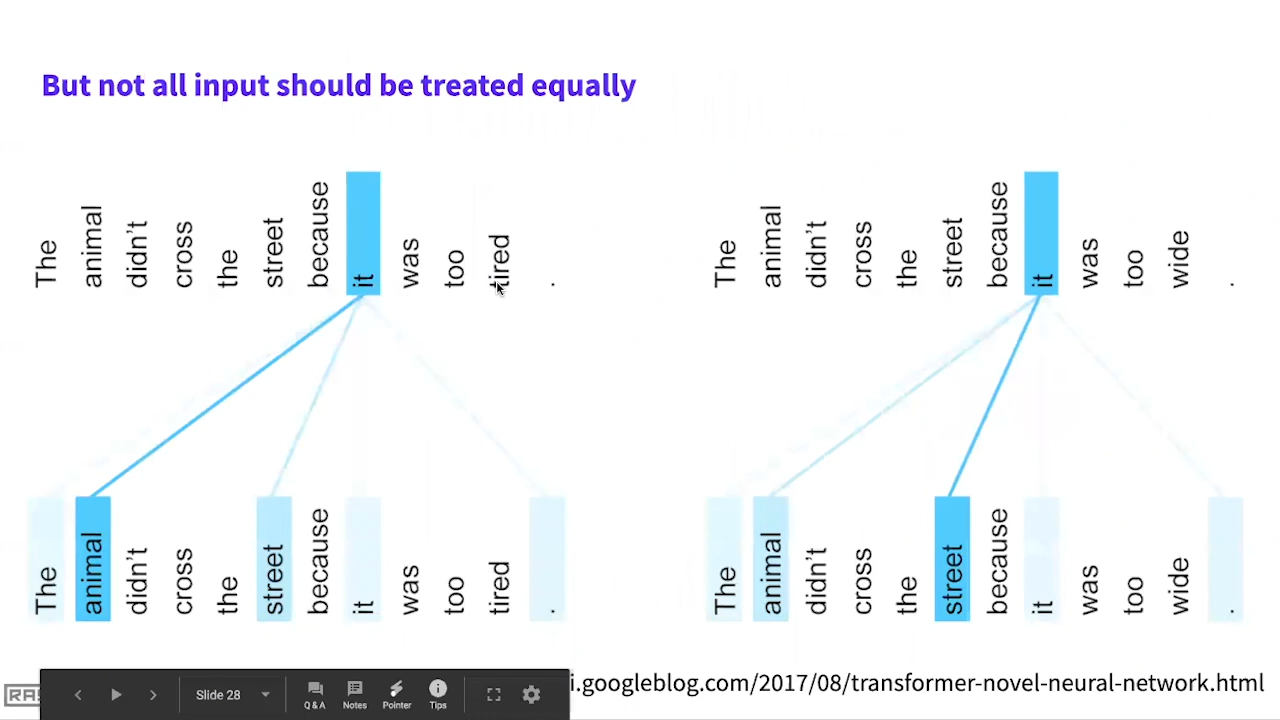 But not all input should be treated equally
The animal didn't cross the street because it was too tired .
The animal didn't cross the street because it was too wide .
The animal didn't cross the street because it was too tired .
The animal didn't cross the street because it was too wide .
i.googleblog.com/2017/08/transformer-novel-neural-network.html
Slide 28
Q & A
Notes
Pointer
Tips